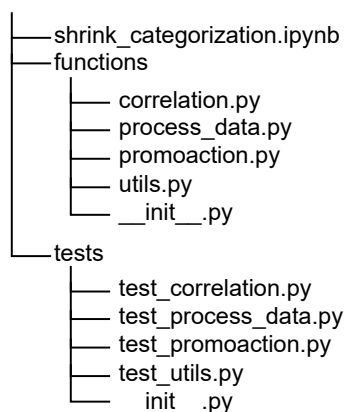 shrink_categorization.ipynb
functions
correlation.py
process_data.py
promoaction.py
utils.py
__init__.py
tests
test_correlation.py
test_process_data.py
test_promoaction.py
test_utils.py
__init__.py